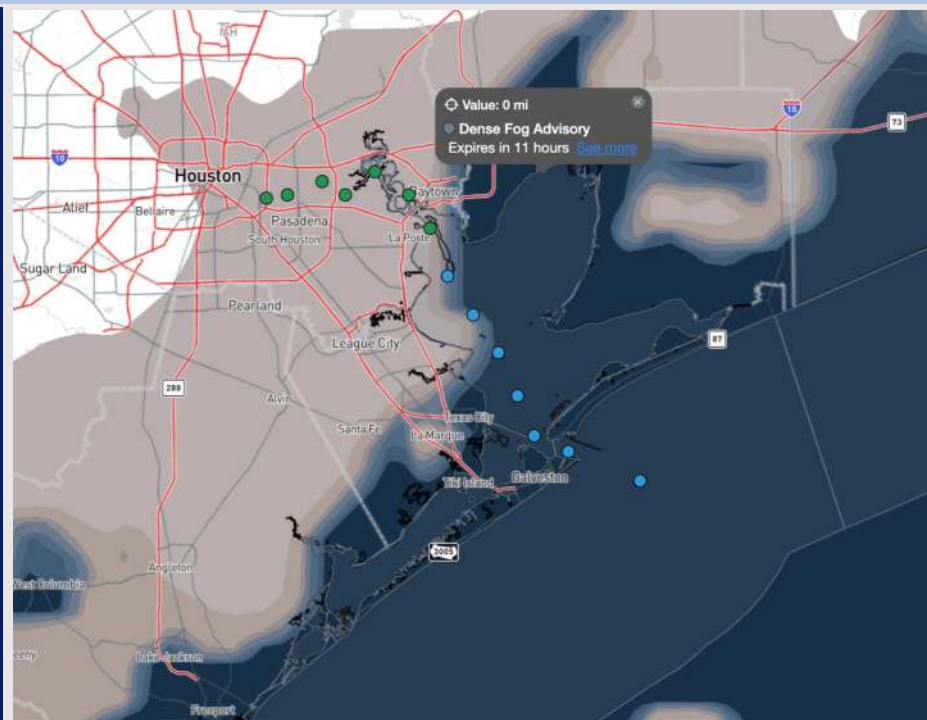 10
73
Value: 0 mi
Dense Fog Advisory
Expires in 11 hours See more
10
Houston
Baytown
Alief
Bellaire
Pasadena
South Houston
La Porte
Sugar Land
Pearland
87
League City
288
Alvin
Texas City
Santa Fe
La Marque
Tiki Island
Galveston
3005
Angleton
West Columbia
Lake Jackson
Freeport